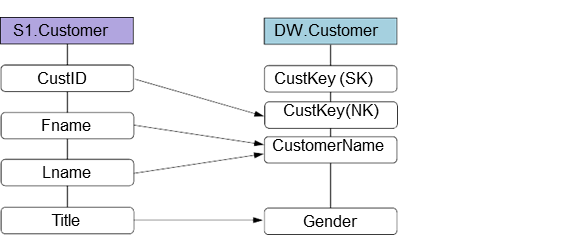 S1.Customer
CustID
Fname
Lname
Title
DW.Customer
CustKey (SK)
CustKey(NK)
CustomerName
Gender